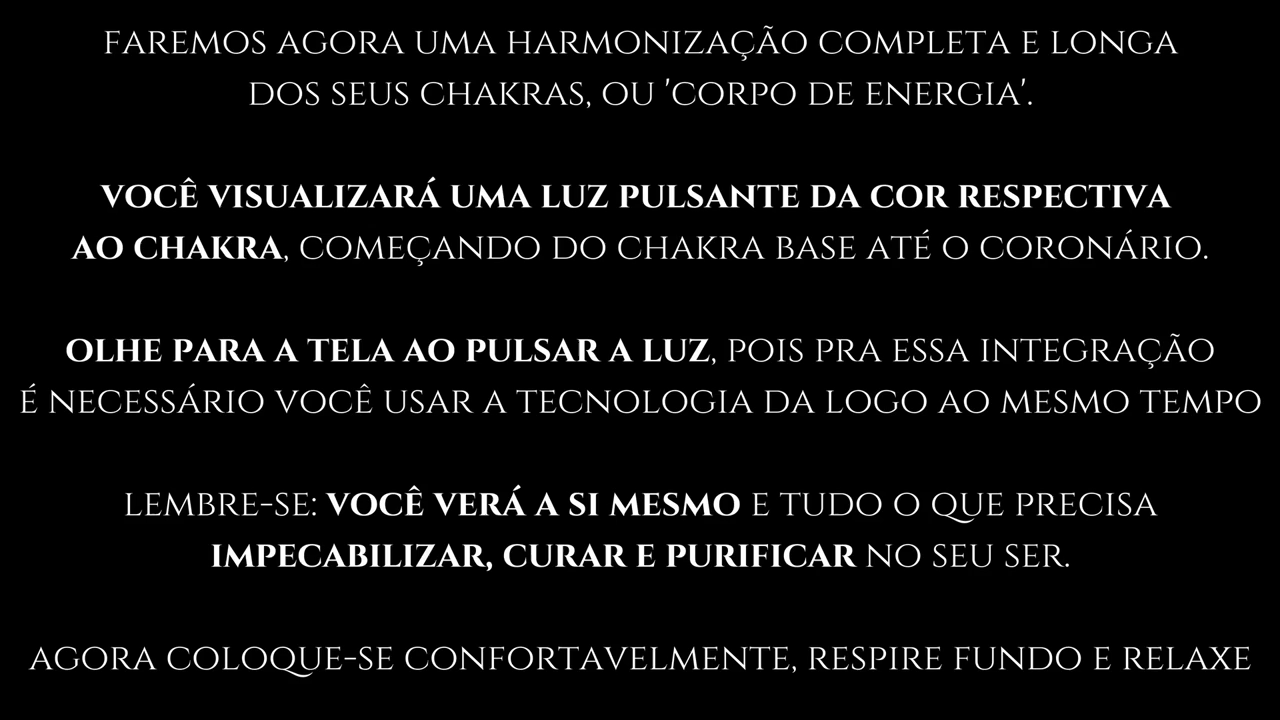 FAREMOS AGORA UMA HARMONIZAÇÃO COMPLETA E LONGA
DOS SEUS CHAKRAS, OU 'CORPO DE ENERGIA'.
VOCÊ VISUALIZARÁ UMA LUZ PULSANTE DA COR RESPECTIVA
AO CHAKRA, COMEÇANDO DO CHAKRA BASE ATÉ O CORONÁRIO.
OLHE PARA A TELA AO PULSAR A LUZ, POIS PRA ESSA INTEGRAÇÃO
É NECESSÁRIO VOCÊ USAR A TECNOLOGIA DA LOGO AO MESMO TEMPO
LEMBRE-SE: VOCÊ VERÁ A SI MESMO E TUDO O QUE PRECISA
IMPECABILIZAR, CURAR E PURIFICAR NO SEU SER.
AGORA COLOQUE-SE CONFORTAVELMENTE, RESPIRE FUNDO E RELAXE